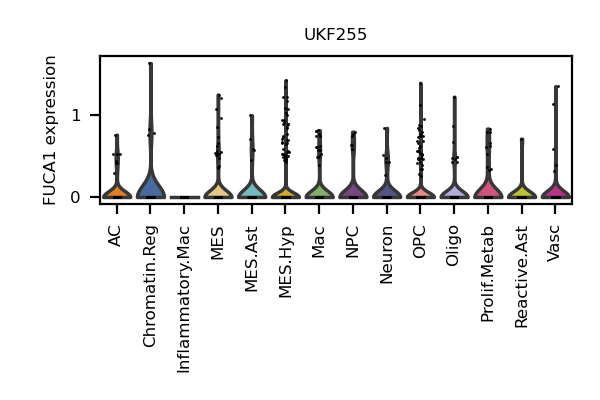 UKF255
FUCA1 expression
1
0
AC
Chromatin.Reg
Inflammatory.Mac
MES
MES.Ast
MES.Hyp
Mac
NPC
Neuron
OPC
Oligo
Prolif.Metab
Reactive.Ast
Vasc